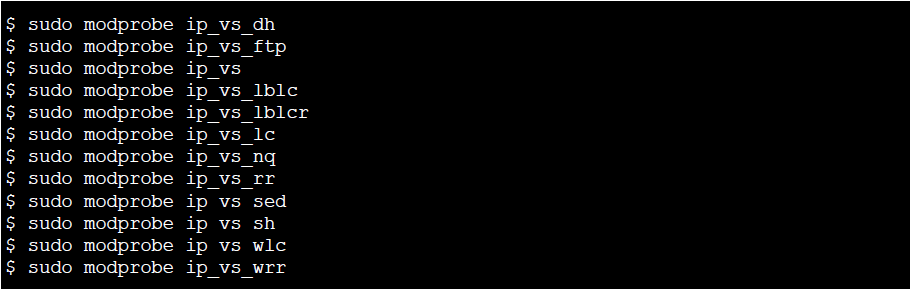 $ sudo modprobe ip_vs_dh
$ sudo modprobe ip_vs_ftp
$ sudo modprobe ip_vs
$ sudo modprobe ip_vs_lblc
$ sudo modprobe ip_vs_lblcr
$ sudo modprobe ip_vs_lc
$ sudo modprobe ip_vs_nq
$ sudo modprobe ip_vs_rr
$ sudo modprobe ip vs sed
$ sudo modprobe ip vs sh
$ sudo modprobe ip vs wlc
$ sudo modprobe ip_vs_wrr